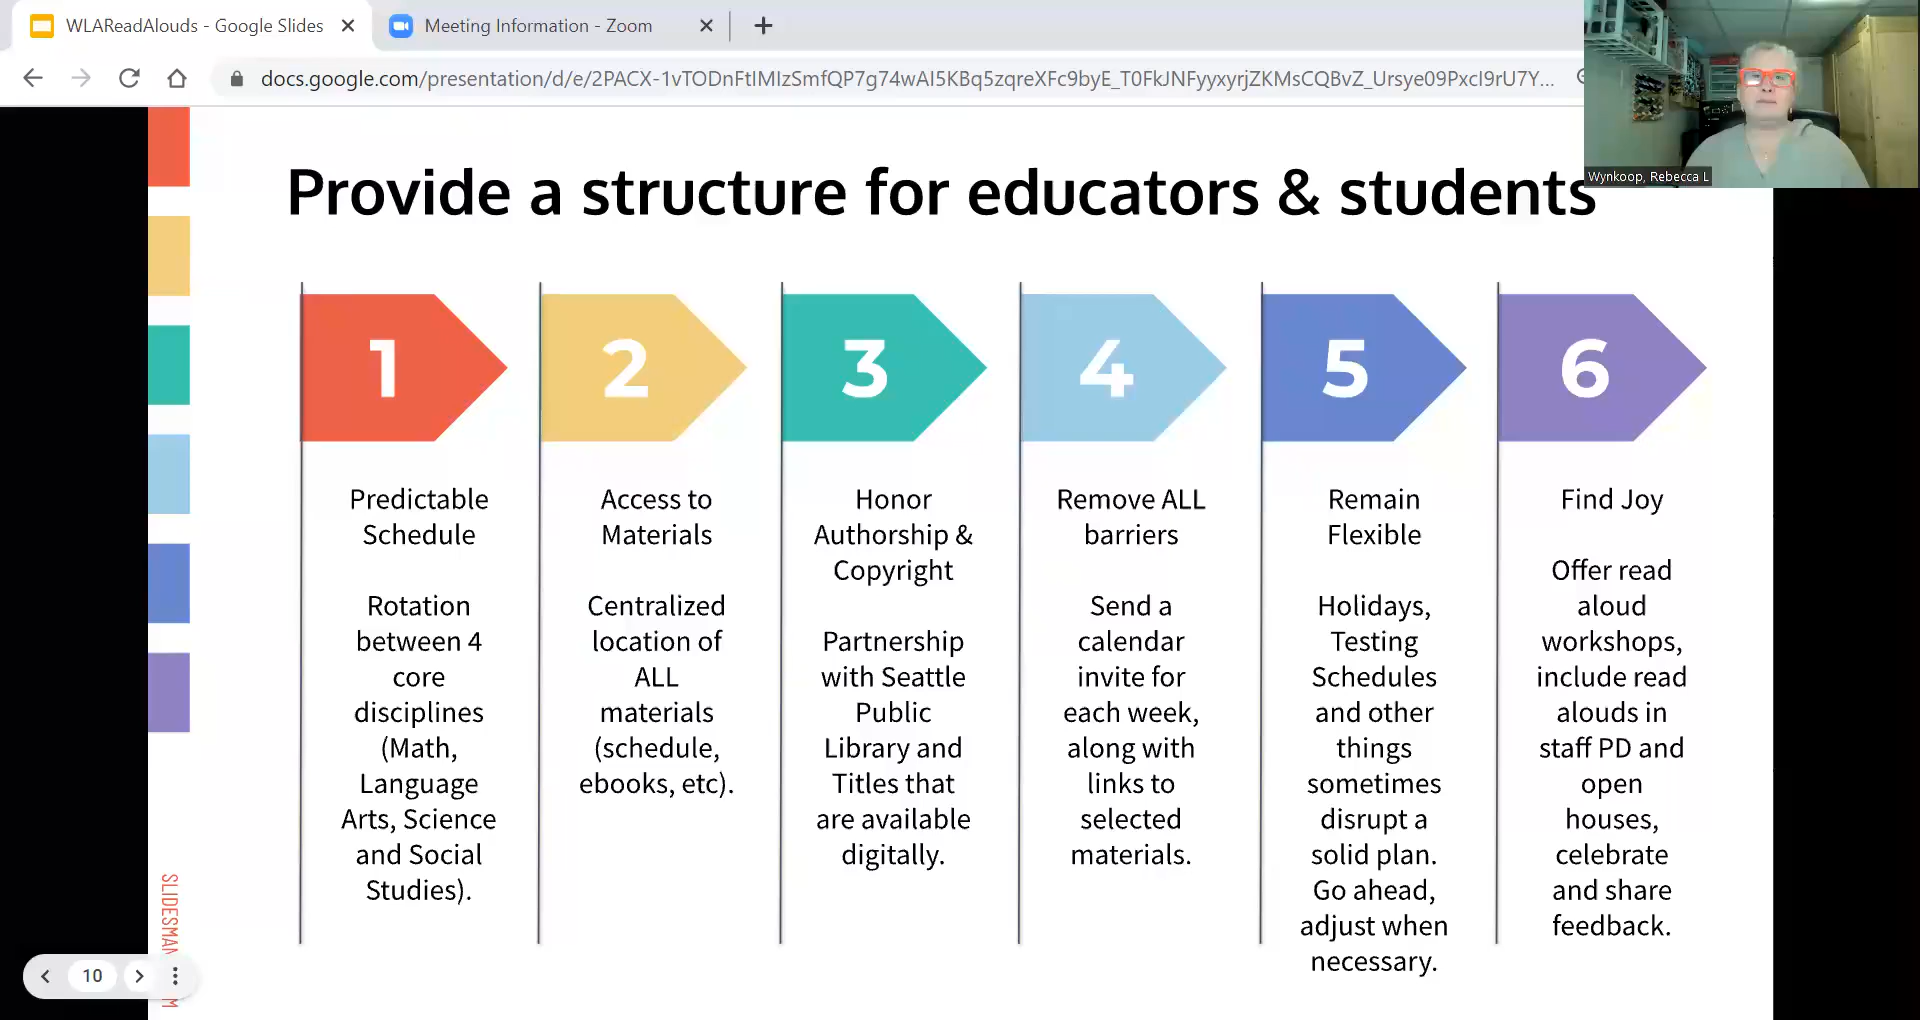 WLAReadAlouds - Google Slides
Meeting Information - Zoom
docs.google.com/presentation/d/e/2PACX-1vTODnFtIMIzSmfQP7g74wAI5KBq5zqreXFc9byE_T0FkJNFyyxyrjZKMsCQBvZ_Ursye09PxcI9rU7Y...
Wynkoop, Rebecca L
Provide a structure for educators & students
1
Predictable
Schedule
Rotation
between 4
core
disciplines
(Math,
Language
Arts, Science
and Social
Studies).
2
Access to
Materials
Centralized
location of
ALL
materials
(schedule,
ebooks, etc).
3
Honor
Authorship &
Copyright
Partnership
with Seattle
Public
Library and
Titles that
are available
digitally.
4
Remove ALL
barriers
Send a
calendar
invite for
each week,
along with
links to
selected
materials.
5
Remain
Flexible
Holidays,
Testing
Schedules
and other
things
sometimes
disrupt a
solid plan.
Go ahead,
adjust when
necessary.
6
Find Joy
Offer read
aloud
workshops,
include read
alouds in
staff PD and
open
houses,
celebrate
and share
feedback.
10